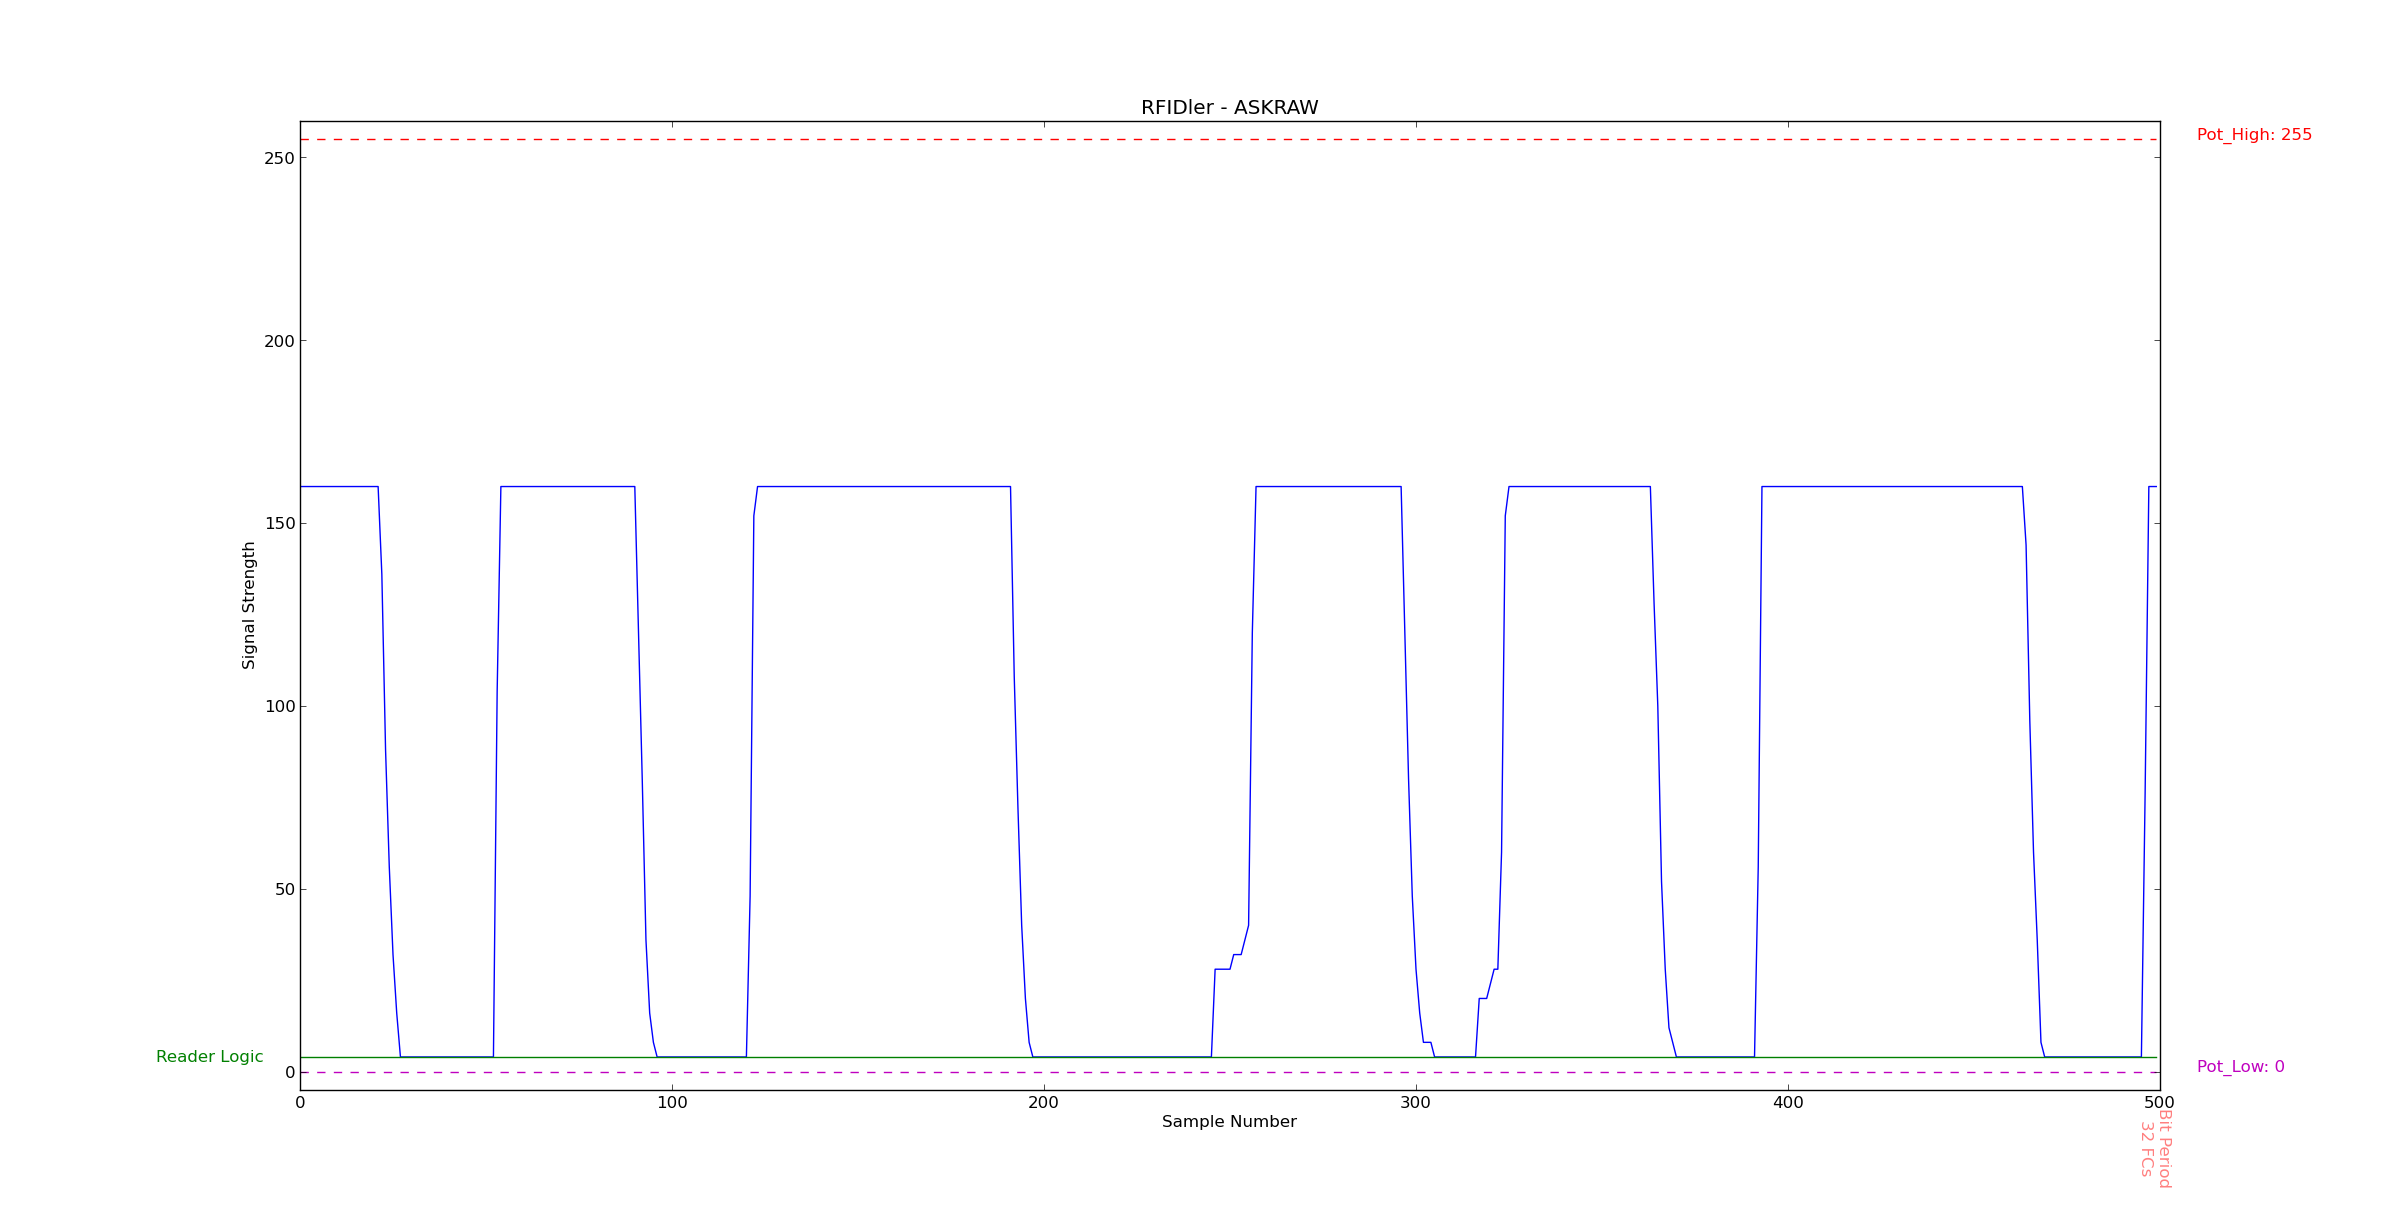 RFIDler - ASKRAW
Pot_High: 255
250
200
150
100
50
0
Signal Strength
Reader Logic
Pot_Low: 0
0
100
200
300
400
500
Sample Number
Bit Period
32 FCs